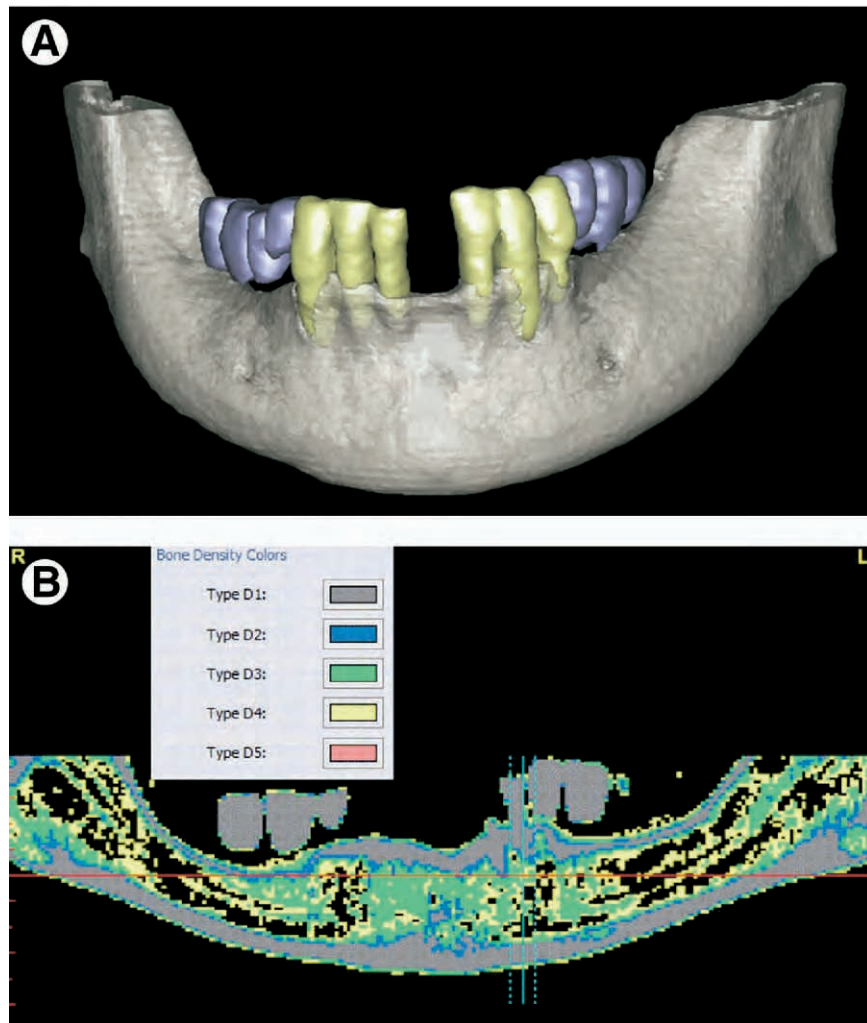 A
R
Bone Density Colors
L
B
Type D1:
Type D2:
Type D3:
Type D4:
Type D5: